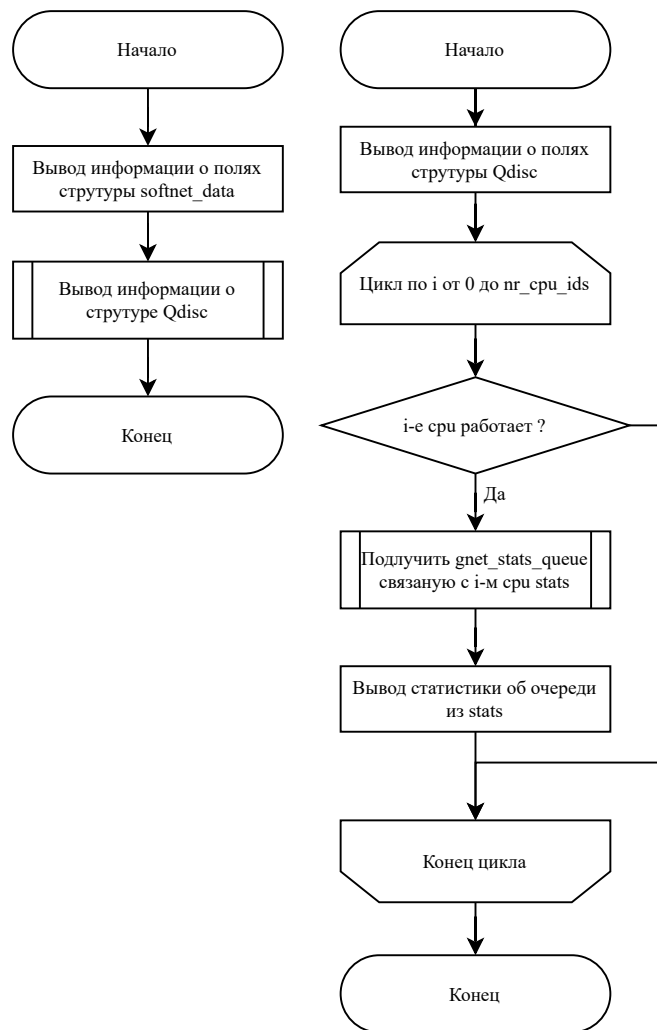 Начало
Вывод информации о полях
струтуры softnet_data
Вывод информации о
струтуре Qdisc
Конец
Начало
Вывод информации о полях
струтуры Qdisc
Цикл по i от 0 до nr_cpu_ids
i-е cpu работает ?
Да
Подлучить gnet_stats_queue
связаную с i-м cpu stats
Вывод статистики об очереди
из stats
Конец цикла
Конец